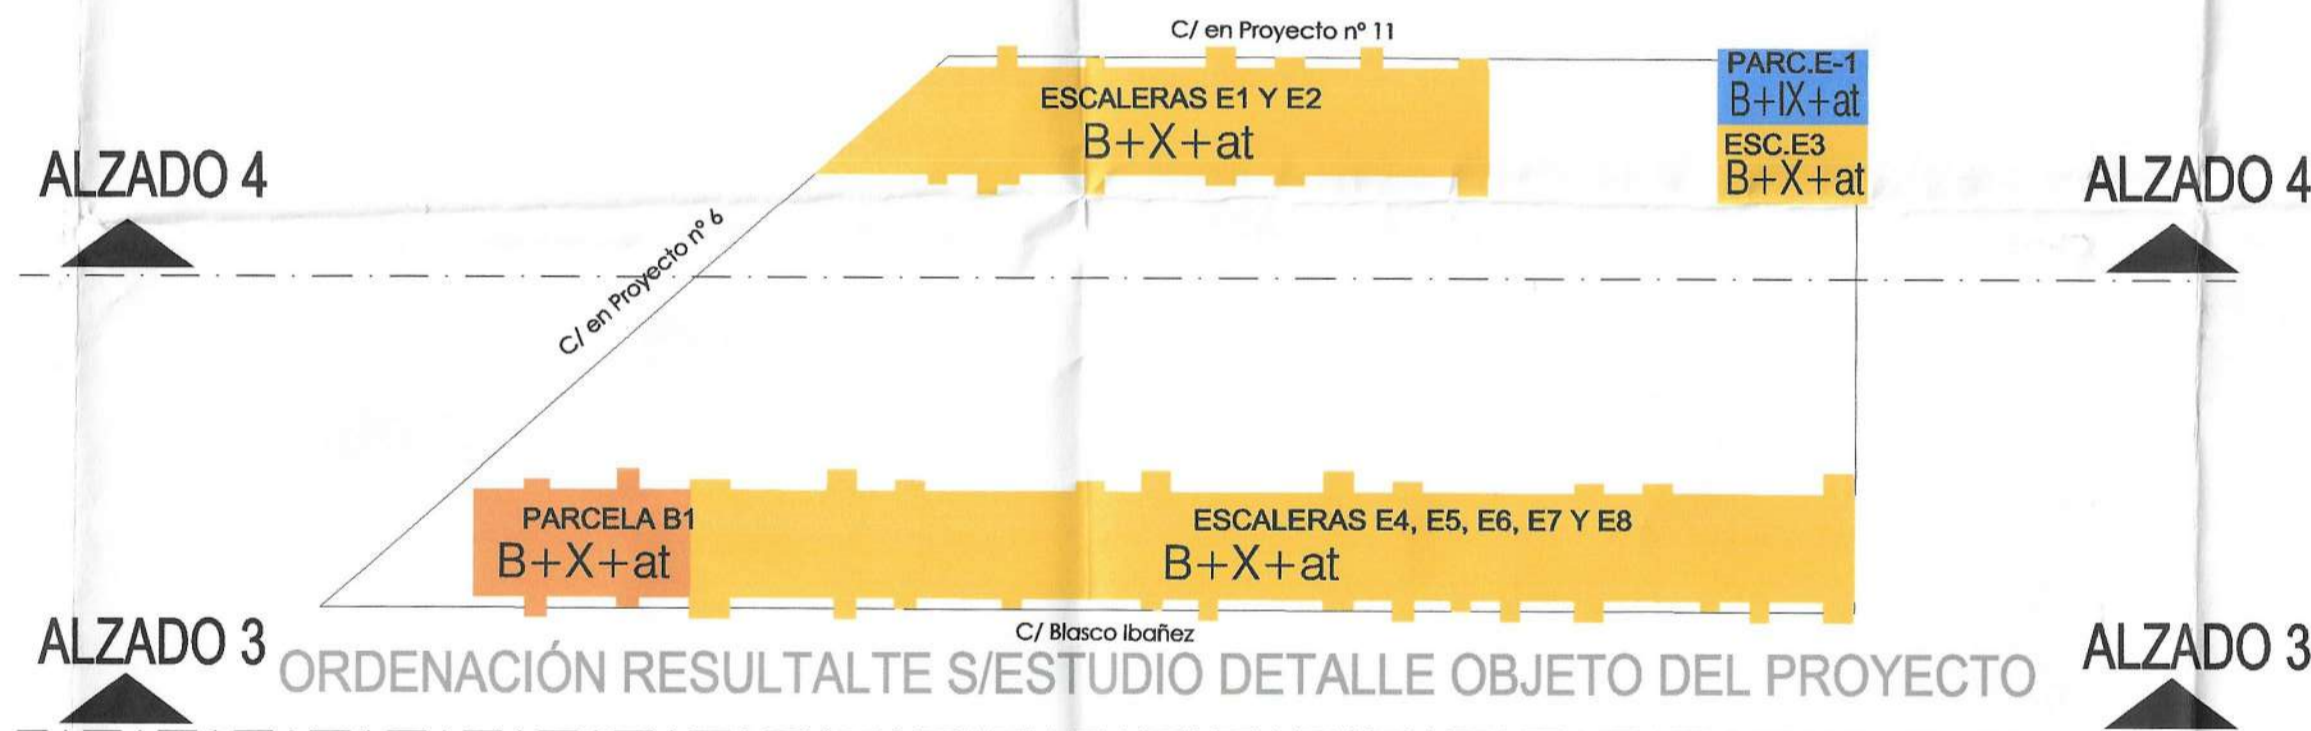 C/ en Proyecto nº 11
PARC.E-1
B+IX+at
ESCALERAS E1 Y E2
B+X+at
ESC.E3
B+X+at
ALZADO 4
ALZADO 4
C/ en Proyecto nº 6
PARCELA B1
B+X+at
ESCALERAS E4, E5, E6, E7 Y E8
B+X+at
C/ Blasco Ibañez
ALZADO 3
ALZADO 3
ORDENACIÓN RESULTALTE S/ESTUDIO DETALLE OBJETO DEL PROYECTO